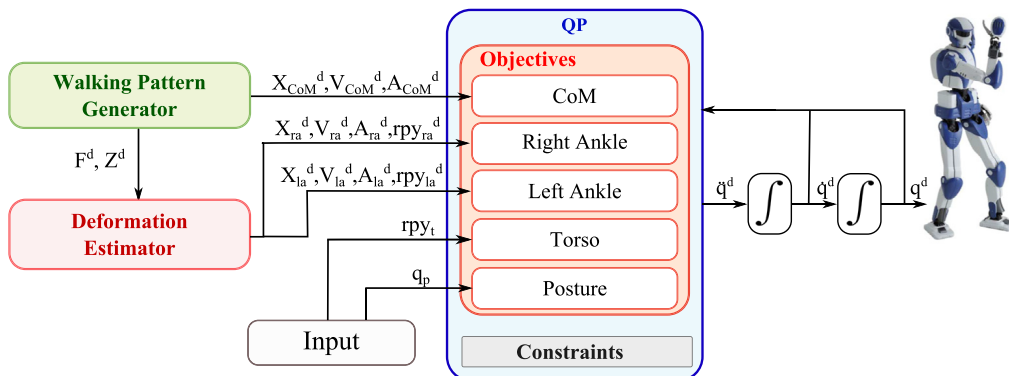 QP
Objectives
Walking Pattern
Generator
X_CoM^d,V_CoM^d,A_CoM^d
CoM
X_ra^d,V_ra^d,A_ra^d,rpy_ra^d
Right Ankle
F^d, Z^d
X_la^d,V_la^d,A_la^d,rpy_la^d
Left Ankle
q̈^d
∫
q̇^d
∫
q^d
Deformation
Estimator
rpy_t
Torso
q_p
Posture
Input
Constraints